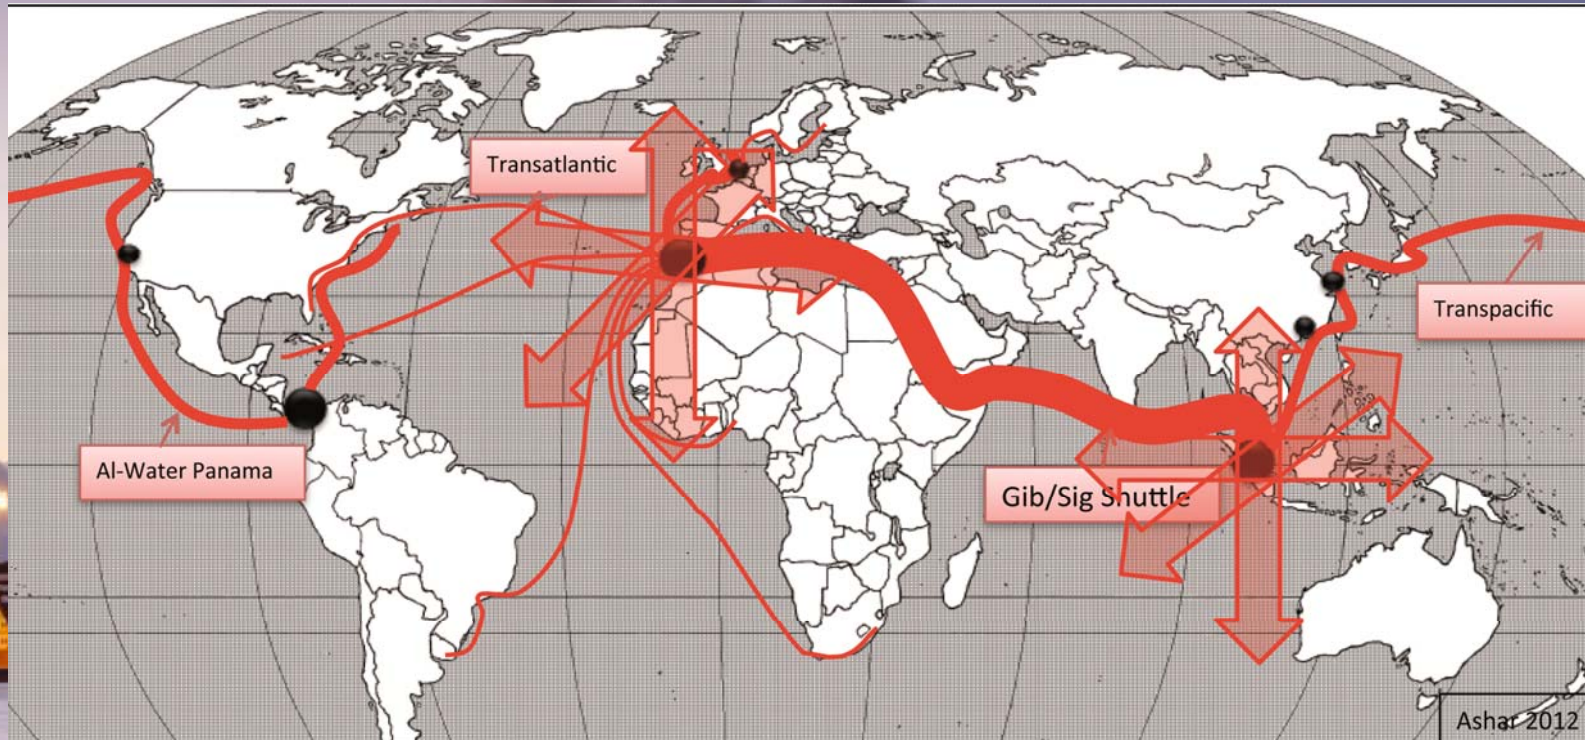 Transatlantic
Transpacific
Al-Water Panama
Gib/Sig Shuttle
Ashar 2012